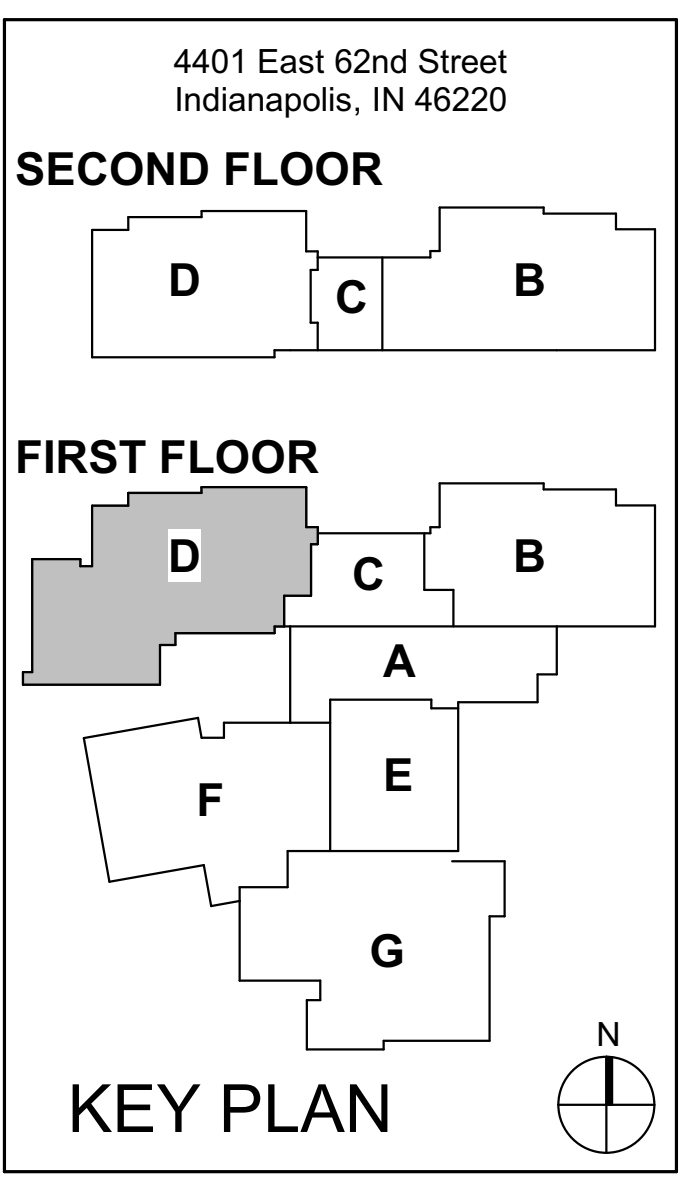 4401 East 62nd Street
Indianapolis, IN 46220
SECOND FLOOR
D
C
B
FIRST FLOOR
D
C
B
A
E
F
G
N
KEY PLAN